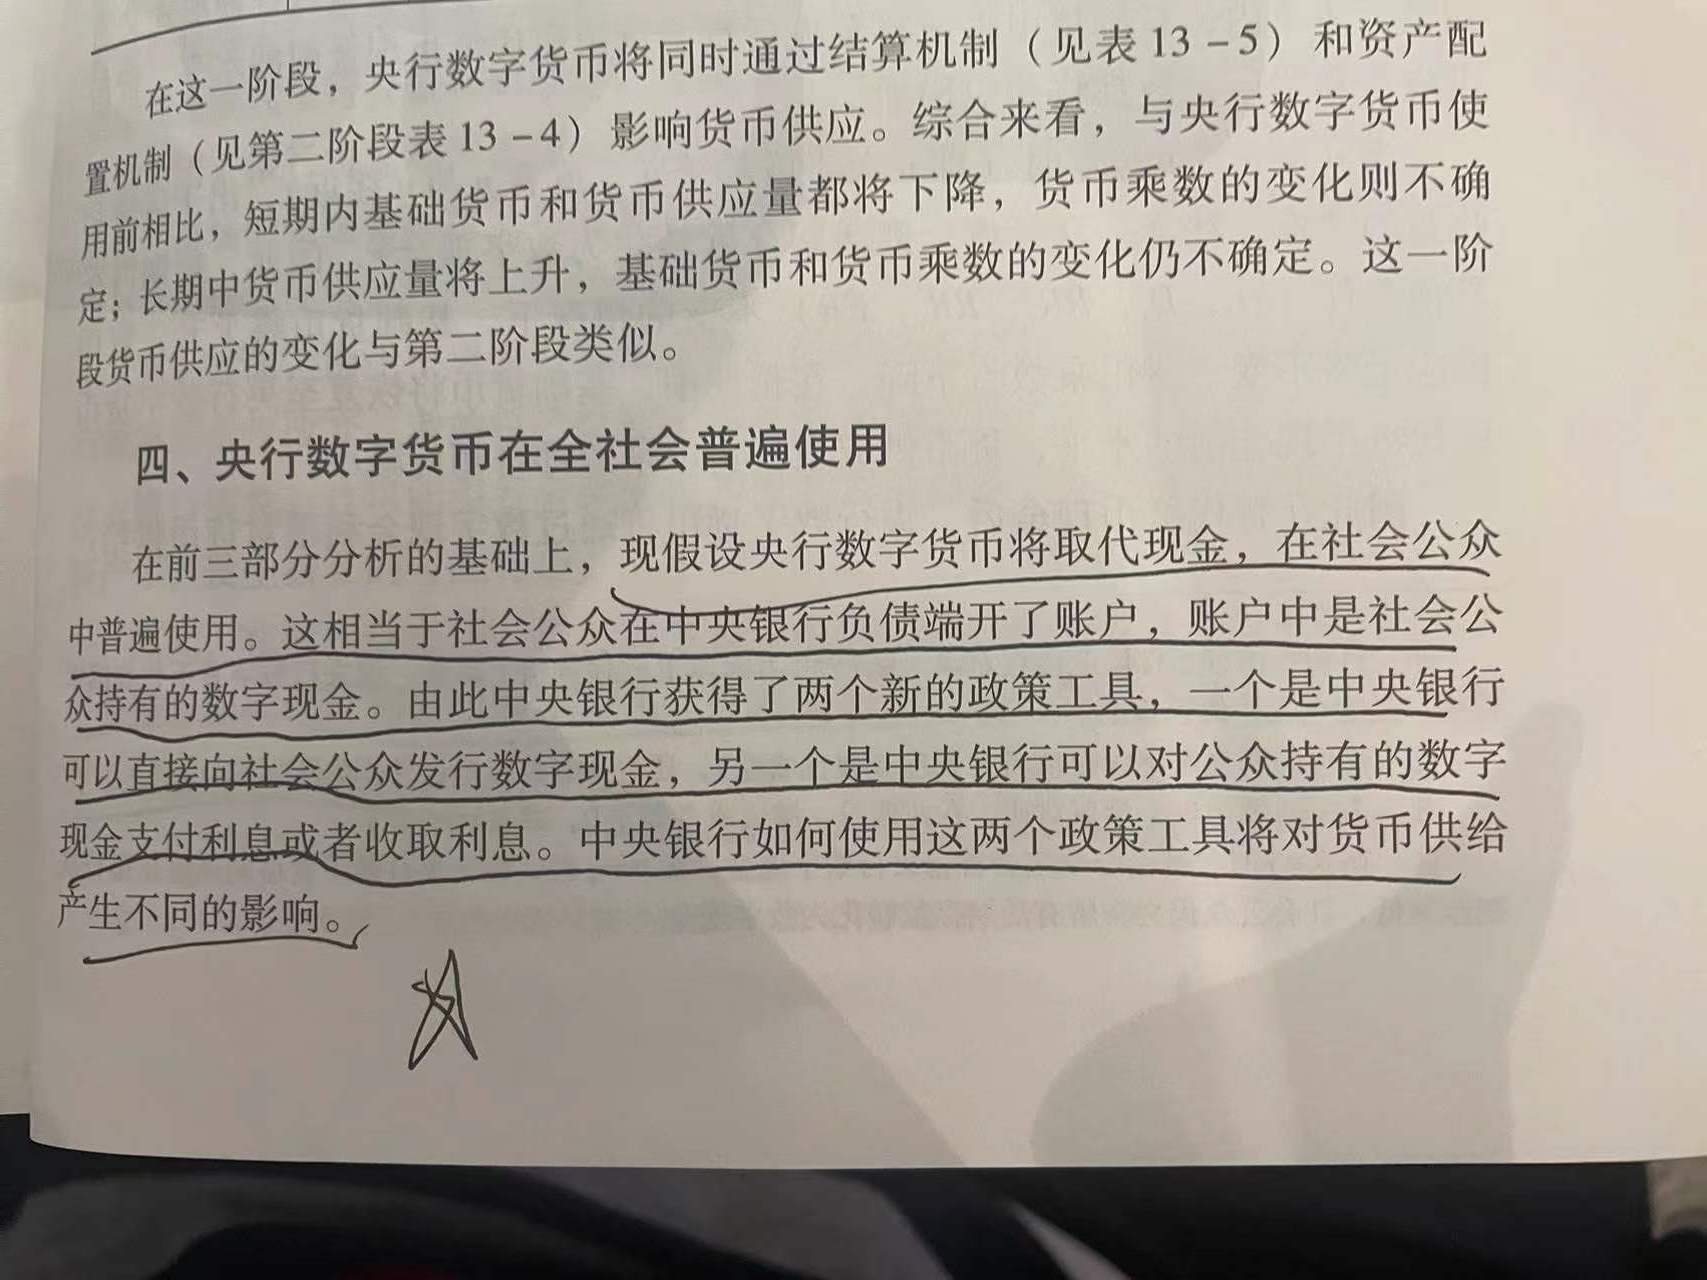 在这一阶段，央行数字货币将同时通过结算机制（见表13-5）和资产配
置机制（见第二阶段表13-4）影响货币供应。综合来看，与央行数字货币使
用前相比，短期内基础货币和货币供应量都将下降，货币乘数的变化则不确
定；长期中货币供应量将上升，基础货币和货币乘数的变化仍不确定。这一阶
段货币供应的变化与第二阶段类似。
四、央行数字货币在全社会普遍使用
在前三部分分析的基础上，现假设央行数字货币将取代现金，在社会公众
中普遍使用。这相当于社会公众在中央银行负债端开了账户，账户中是社会公
众持有的数字现金。由此中央银行获得了两个新的政策工具，一个是中央银行
可以直接向社会公众发行数字现金，另一个是中央银行可以对公众持有的数字
现金支付利息或者收取利息。中央银行如何使用这两个政策工具将对货币供给
产生不同的影响。